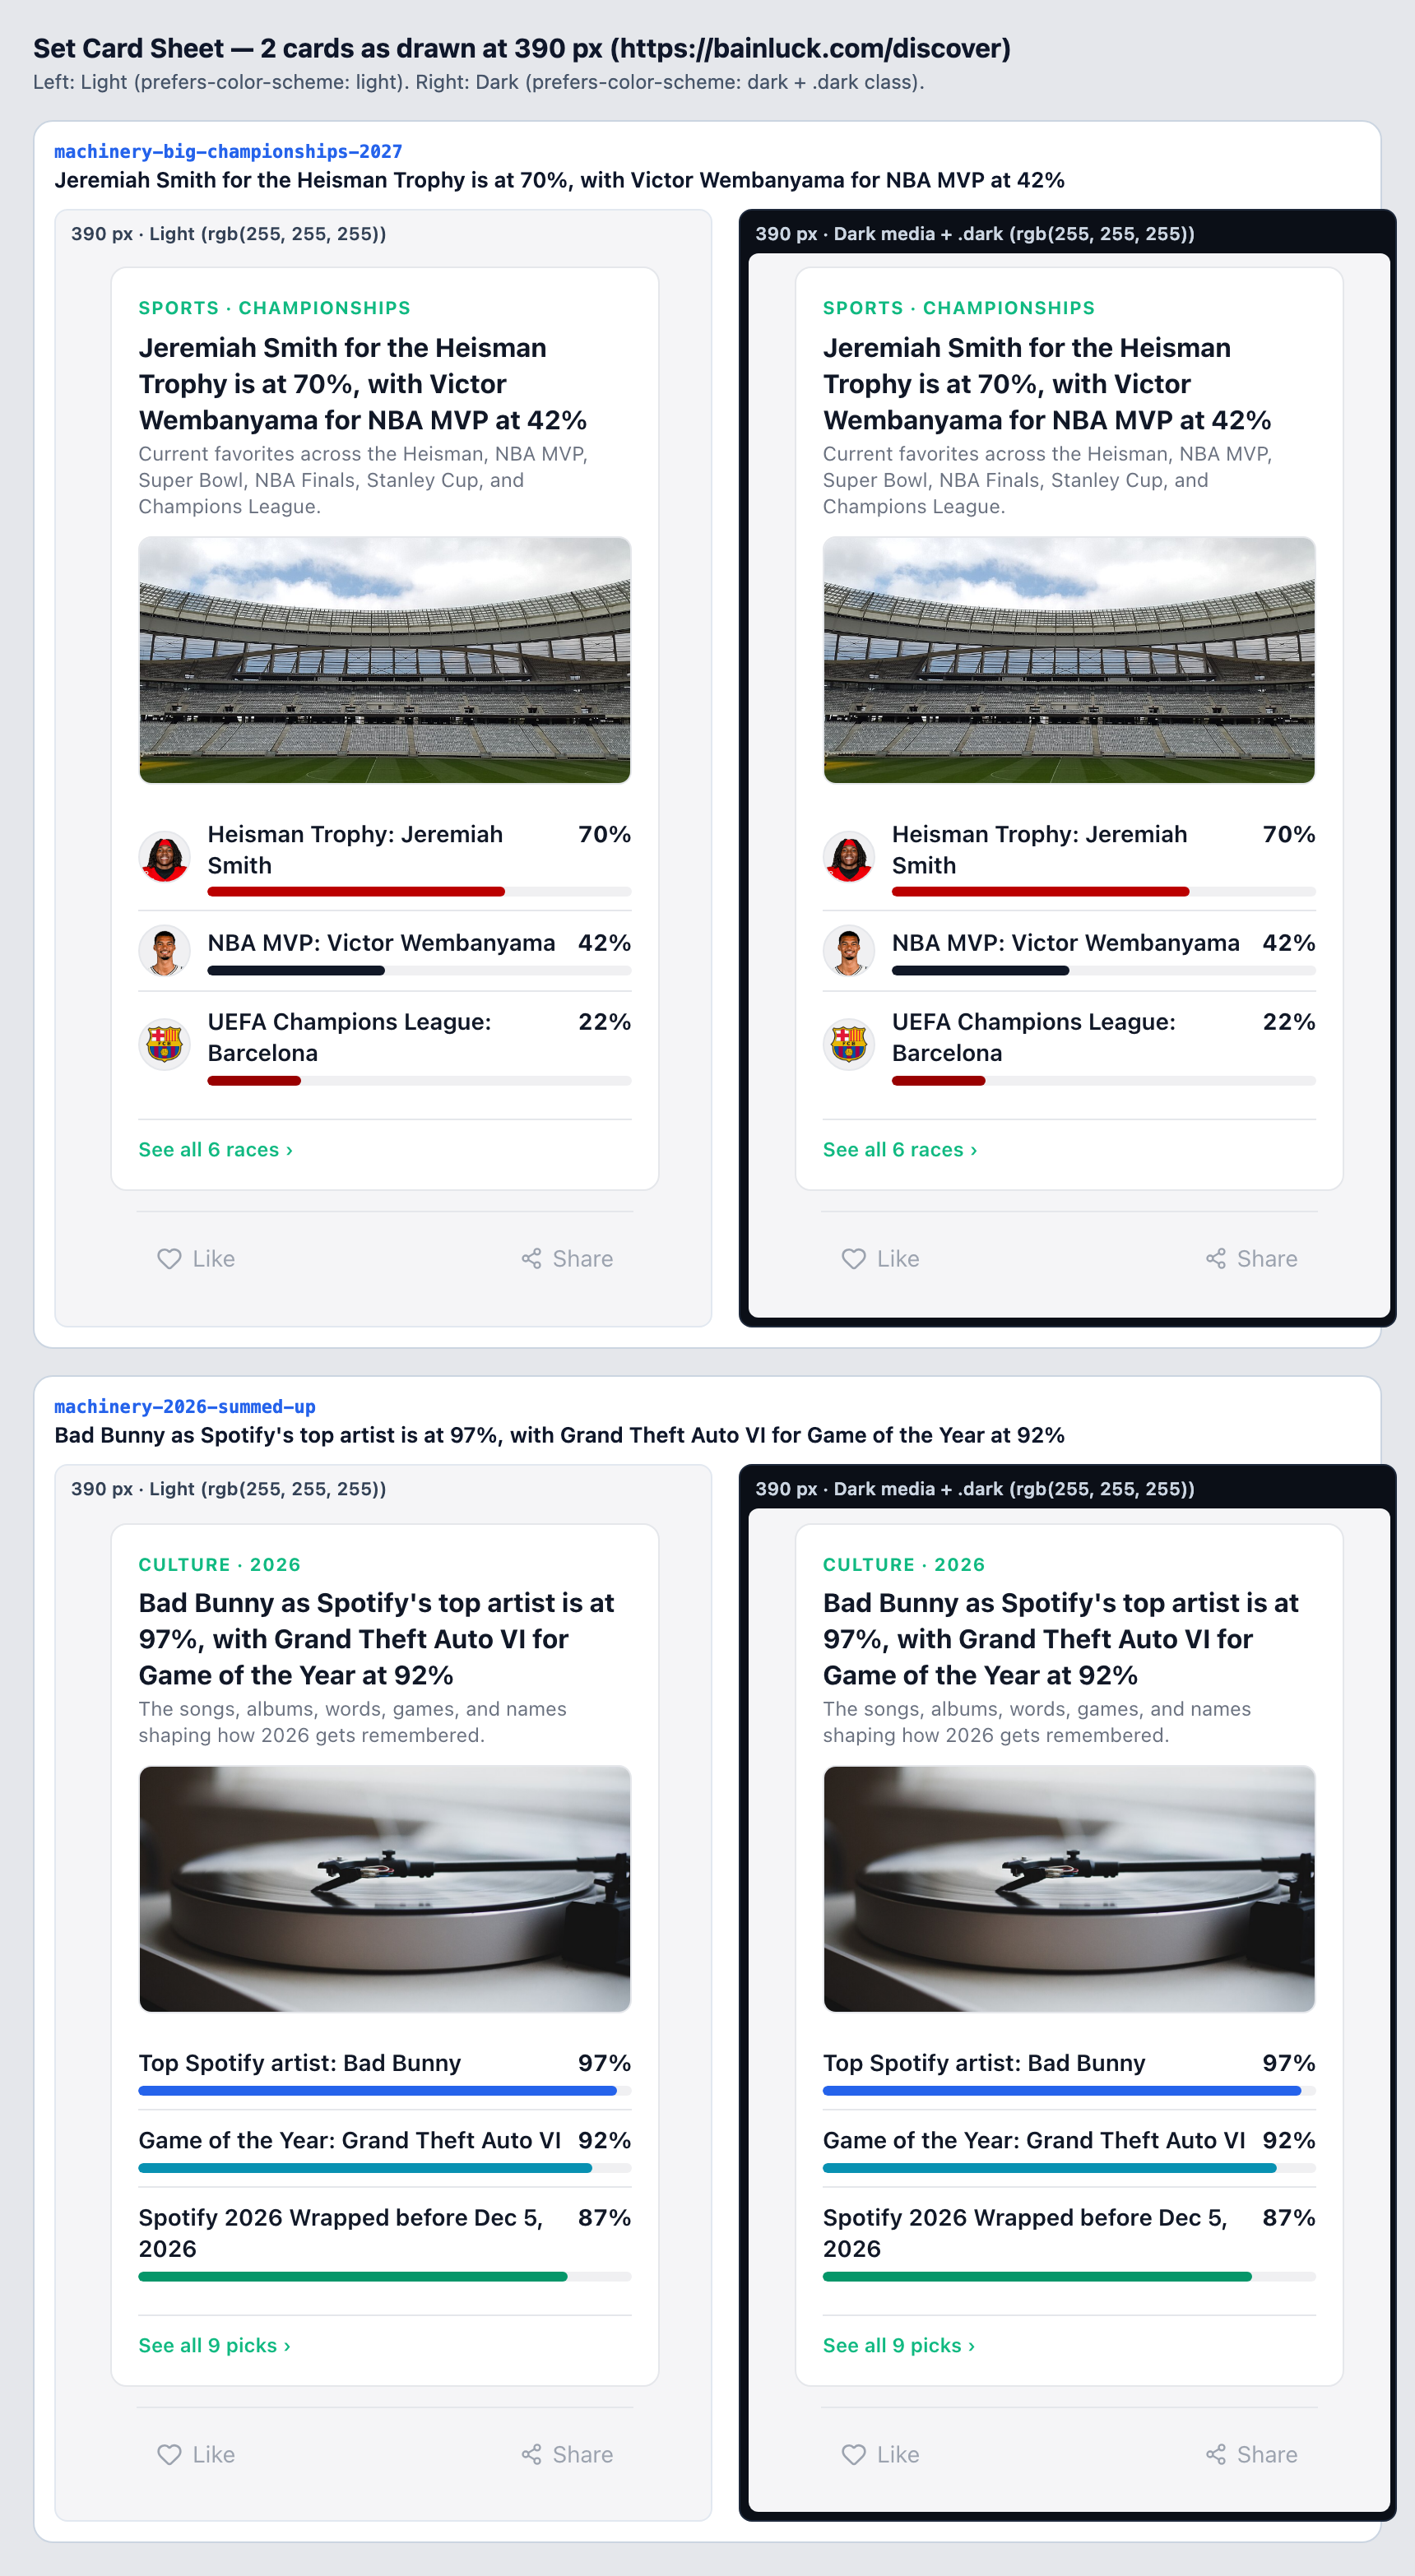 Set Card Sheet — 2 cards as drawn at 390 px (https://bainluck.com/discover)
Left: Light (prefers-color-scheme: light). Right: Dark (prefers-color-scheme: dark + .dark class).
machinery-big-championships-2027
Jeremiah Smith for the Heisman Trophy is at 70%, with Victor Wembanyama for NBA MVP at 42%
390 px · Light (rgb(255, 255, 255))
SPORTS · CHAMPIONSHIPS
Jeremiah Smith for the Heisman
Trophy is at 70%, with Victor
Wembanyama for NBA MVP at 42%
Current favorites across the Heisman, NBA MVP,
Super Bowl, NBA Finals, Stanley Cup, and
Champions League.
Heisman Trophy: Jeremiah
Smith
70%
NBA MVP: Victor Wembanyama
42%
UEFA Champions League:
Barcelona
22%
See all 6 races ›
Like
Share
390 px · Dark media + .dark (rgb(255, 255, 255))
SPORTS · CHAMPIONSHIPS
Jeremiah Smith for the Heisman
Trophy is at 70%, with Victor
Wembanyama for NBA MVP at 42%
Current favorites across the Heisman, NBA MVP,
Super Bowl, NBA Finals, Stanley Cup, and
Champions League.
Heisman Trophy: Jeremiah
Smith
70%
NBA MVP: Victor Wembanyama
42%
UEFA Champions League:
Barcelona
22%
See all 6 races ›
Like
Share
machinery-2026-summed-up
Bad Bunny as Spotify's top artist is at 97%, with Grand Theft Auto VI for Game of the Year at 92%
390 px · Light (rgb(255, 255, 255))
CULTURE · 2026
Bad Bunny as Spotify's top artist is at
97%, with Grand Theft Auto VI for
Game of the Year at 92%
The songs, albums, words, games, and names
shaping how 2026 gets remembered.
Top Spotify artist: Bad Bunny
97%
Game of the Year: Grand Theft Auto VI
92%
Spotify 2026 Wrapped before Dec 5,
2026
87%
See all 9 picks ›
Like
Share
390 px · Dark media + .dark (rgb(255, 255, 255))
CULTURE · 2026
Bad Bunny as Spotify's top artist is at
97%, with Grand Theft Auto VI for
Game of the Year at 92%
The songs, albums, words, games, and names
shaping how 2026 gets remembered.
Top Spotify artist: Bad Bunny
97%
Game of the Year: Grand Theft Auto VI
92%
Spotify 2026 Wrapped before Dec 5,
2026
87%
See all 9 picks ›
Like
Share